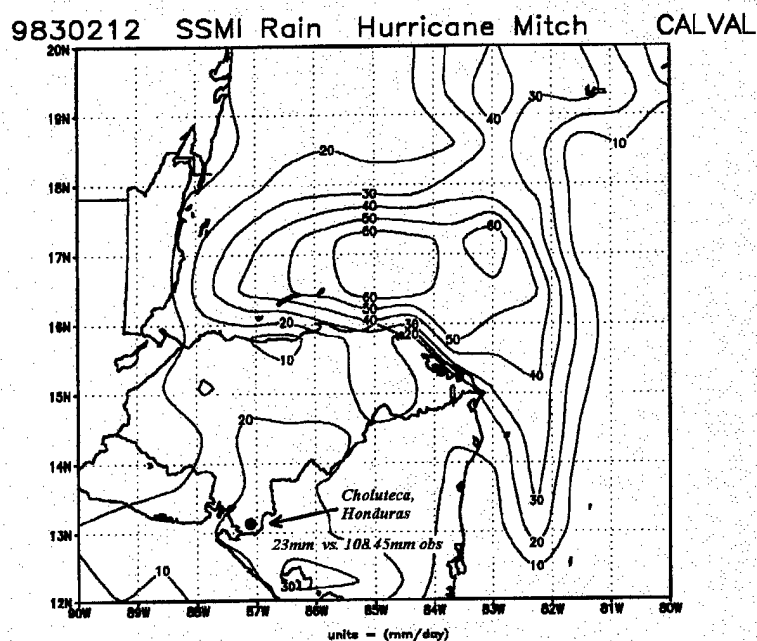 9830212 SSMI Rain Hurricane Mitch CALVAL
20N
19N
18N
17N
16N
15N
14N
13N
12N
30
40
20
10
30
40
50
60
60
50
50
40
30
20
20
50
10
10
20
30
20
10
10
30
Choluteca,
Honduras
23mm vs. 108.45mm obs
90W 89W 88W 87W 86W 85W 84W 83W 82W 81W 80W
units = (mm/day)